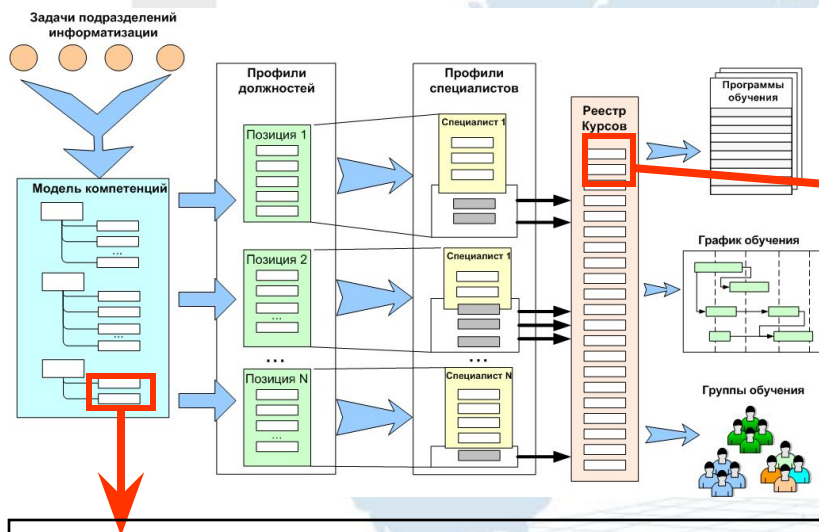 Задачи подразделений
информатизации
Модель компетенций
...
...
Профили
должностей
Позиция 1
Позиция 2
...
...
Позиция N
...
Профили
специалистов
Специалист 1
Специалист 1
...
Специалист N
Реестр
Курсов
Программы
обучения
График обучения
Группы обучения